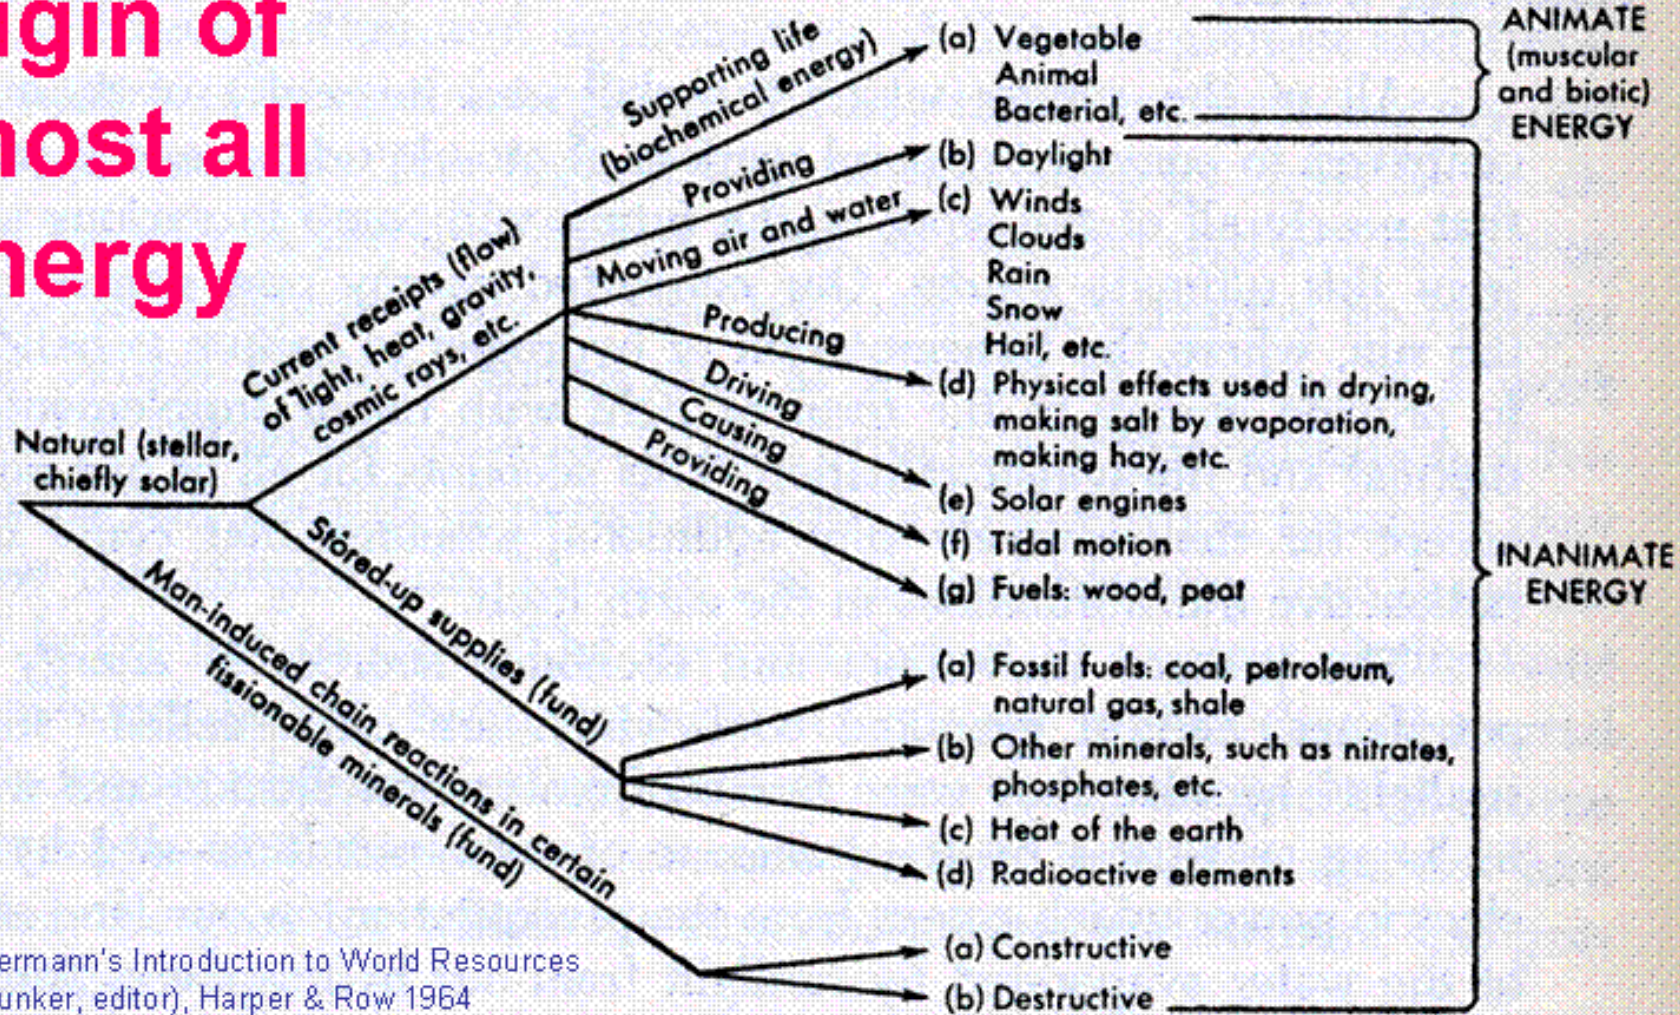 igin of
nost all
nergy
Supporting life
(biochemical energy)
Providing
Moving air and water
Producing
Driving
Causing
Providing
Current receipts (flow)
of light, heat, gravity,
cosmic rays, etc.
Natural (stellar,
chiefly solar)
Stored-up supplies (fund)
Man-induced chain reactions in certain
fissionable minerals (fund)
(a) Vegetable
Animal
Bacterial, etc.
(b) Daylight
(c) Winds
Clouds
Rain
Snow
Hail, etc.
(d) Physical effects used in drying,
making salt by evaporation,
making hay, etc.
(e) Solar engines
(f) Tidal motion
(g) Fuels: wood, peat
(a) Fossil fuels: coal, petroleum,
natural gas, shale
(b) Other minerals, such as nitrates,
phosphates, etc.
(c) Heat of the earth
(d) Radioactive elements
(a) Constructive
(b) Destructive
ANIMATE
(muscular
and biotic)
ENERGY
INANIMATE
ENERGY
ermann's Introduction to World Resources
unker, editor), Harper & Row 1964